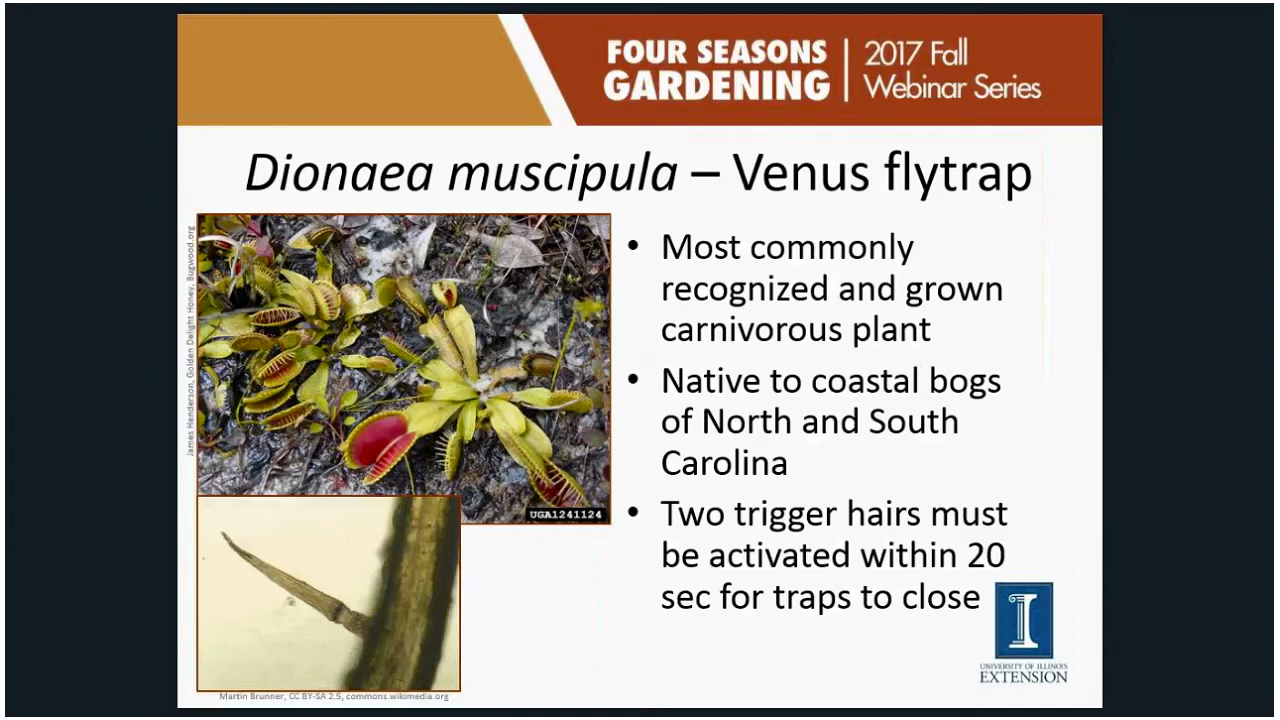 FOUR SEASONS
GARDENING
2017 Fall
Webinar Series
Dionaea muscipula – Venus flytrap
James Henderson, Golden Delight Honey, Bugwood.org
UGA1241124
Martin Brunner, CC BY-SA 2.5, commons.wikimedia.org
• Most commonly
recognized and grown
carnivorous plant
• Native to coastal bogs
of North and South
Carolina
• Two trigger hairs must
be activated within 20
sec for traps to close
I
UNIVERSITY OF ILLINOIS
EXTENSION